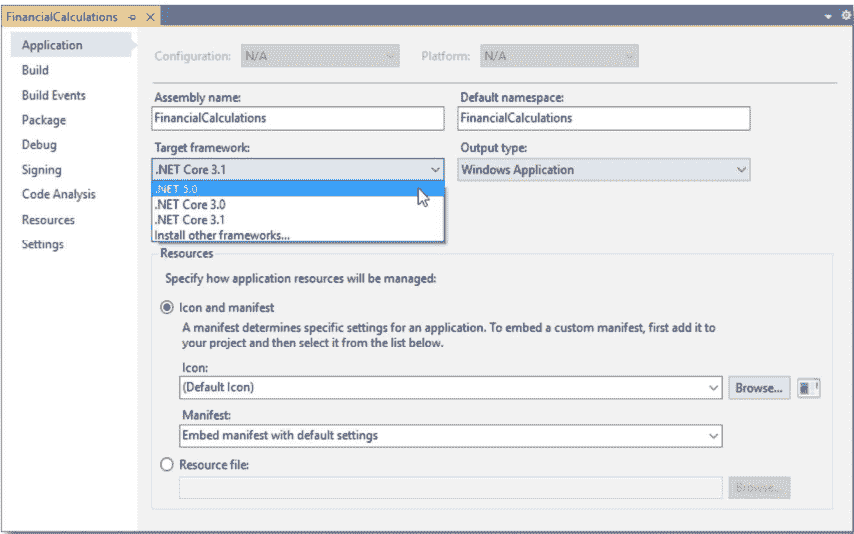 FinancialCalculations
Application
Build
Build Events
Package
Debug
Signing
Code Analysis
Resources
Settings
Configuration: N/A Platform: N/A
Assembly name: Default namespace:
FinancialCalculations FinancialCalculations
Target framework: Output type:
.NET Core 3.1 Windows Application
.NET 5.0
.NET Core 3.0
.NET Core 3.1
Install other frameworks...
Resources
Specify how application resources will be managed:
Icon and manifest
A manifest determines specific settings for an application. To embed a custom manifest, first add it to
your project and then select it from the list below.
Icon:
(Default Icon) Browse...
Manifest:
Embed manifest with default settings
Resource file:
Browse...